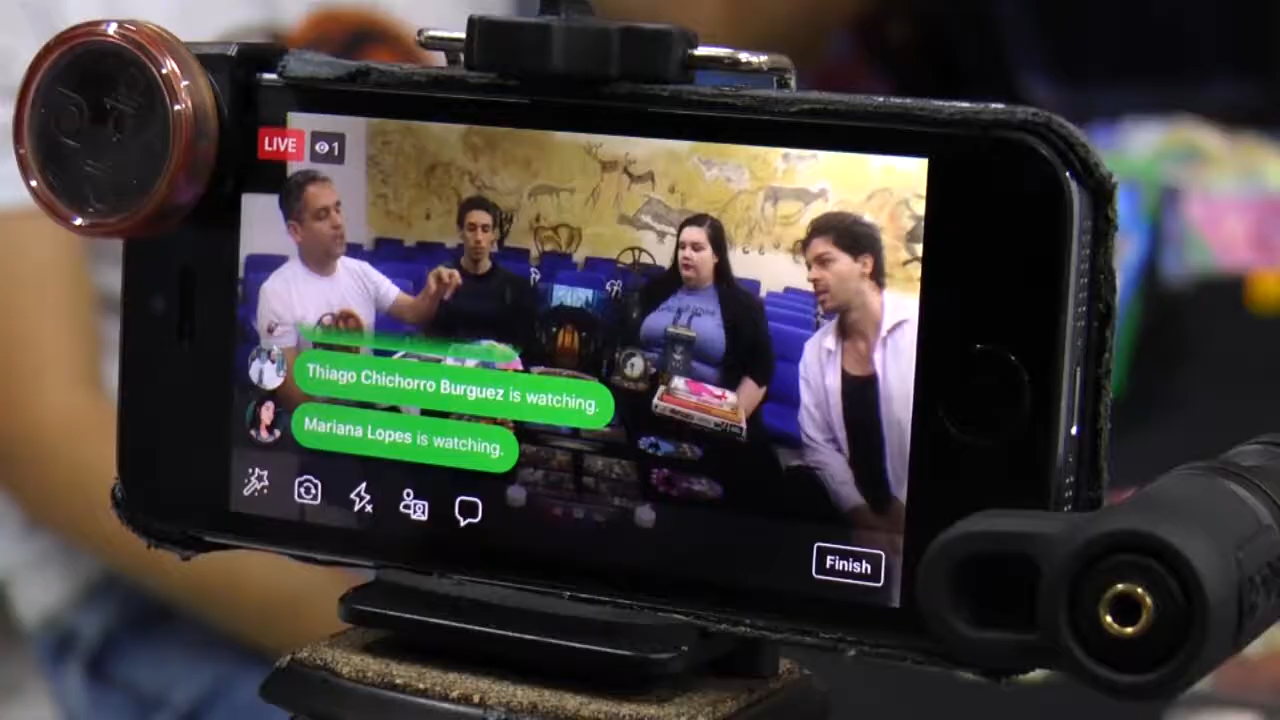 LIVE 1
Thiago Chichorro Burguez is watching.
Mariana Lopes is watching.
Finish